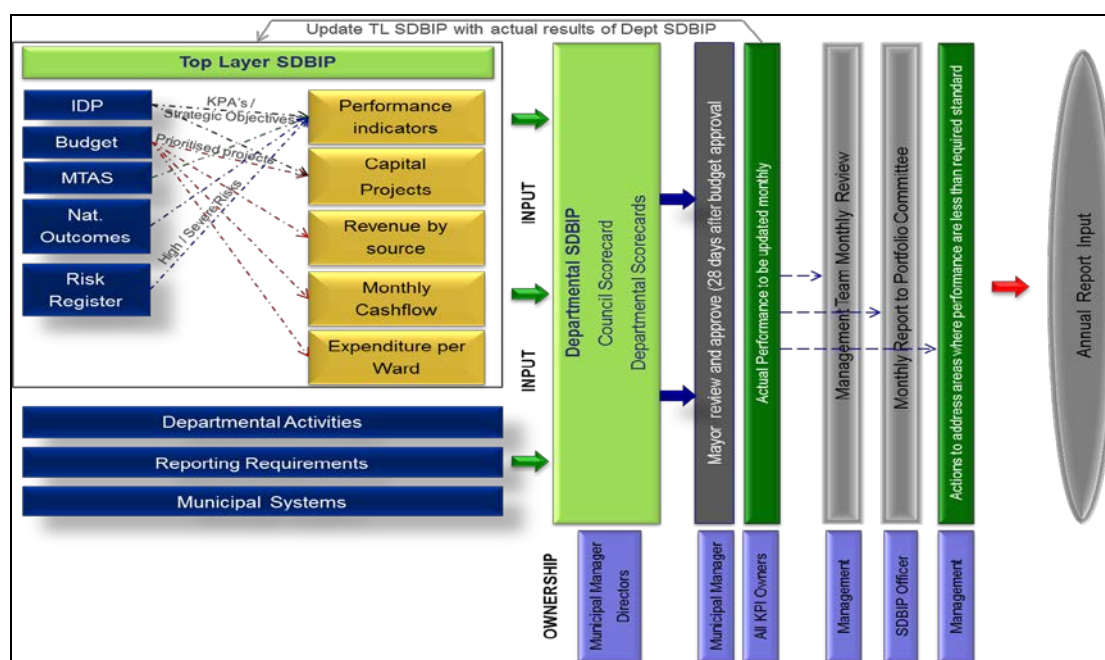 Update TL SDBIP with actual results of Dept SDBIP
Top Layer SDBIP
IDP
Budget
MTAS
Nat.
Outcomes
Risk
Register
KPA's /
Strategic Objectives
Prioritised projects
High / Severe Risks
Performance
indicators
Capital
Projects
Revenue by
source
Monthly
Cashflow
Expenditure per
Ward
Departmental Activities
Reporting Requirements
Municipal Systems
INPUT
INPUT
Departmental SDBIP
Council Scorecard
Departmental Scorecards
Mayor review and approve (28 days after budget approval
Actual Performance to be updated monthly
Management Team Monthly Review
Monthly Report to Portfolio Committee
Actions to address areas where performance are less than required standard
Annual Report Input
OWNERSHIP
Municipal Manager
Directors
Municipal Manager
All KPI Owners
Management
SDBIP Officer
Management